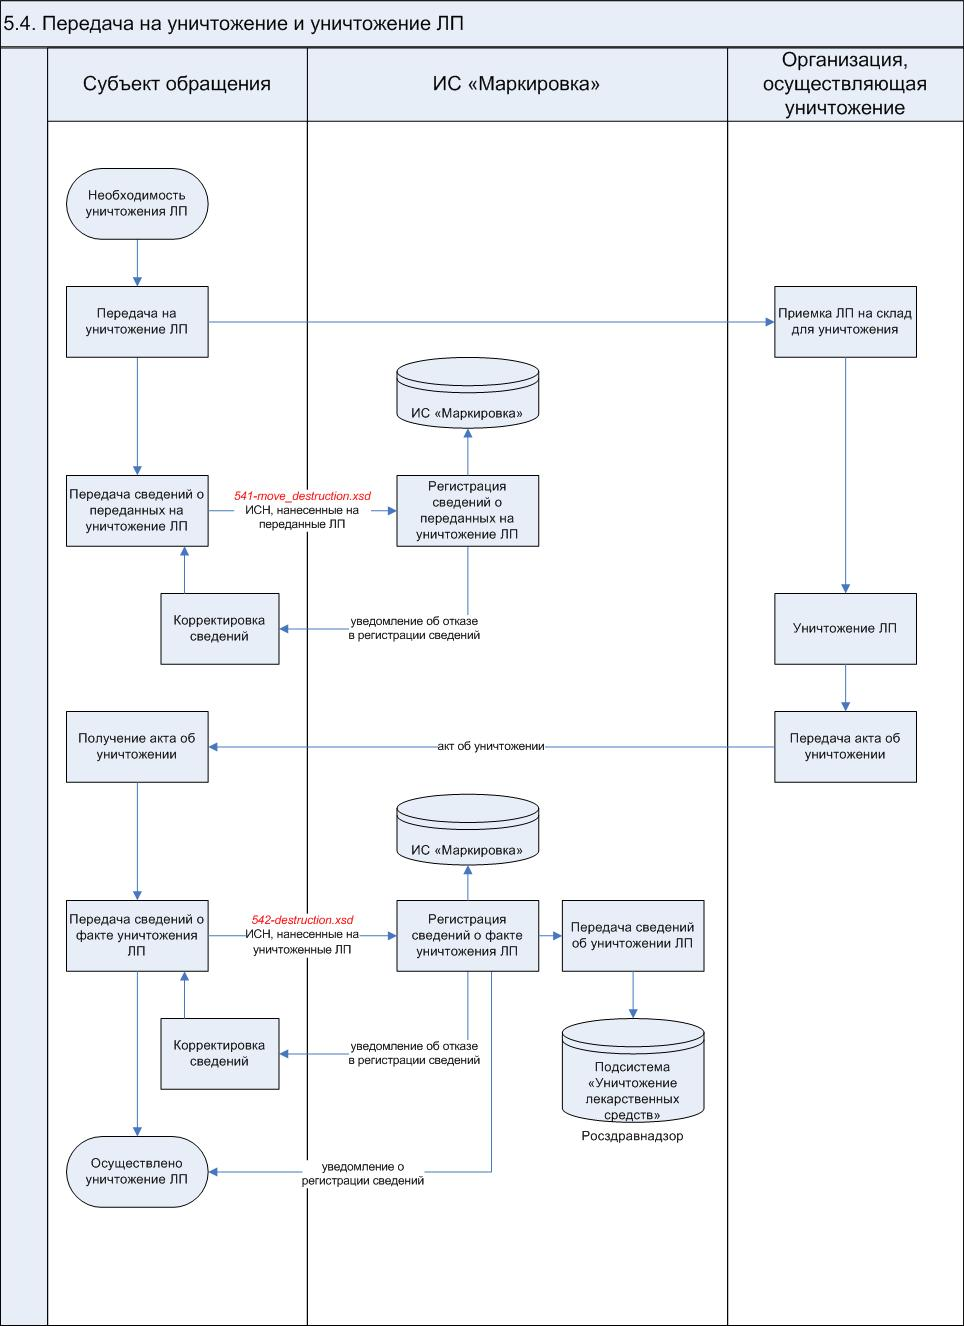 5.4. Передача на уничтожение и уничтожение ЛП
Субъект обращения
ИС «Маркировка»
Организация,
осуществляющая
уничтожение
Необходимость
уничтожения ЛП
Передача на
уничтожение ЛП
Приемка ЛП на склад
для уничтожения
ИС «Маркировка»
Передача сведений о
переданных на
уничтожение ЛП
541-move_destruction.xsd
ИСН, нанесенные на
переданные ЛП
Регистрация
сведений о
переданных на
уничтожение ЛП
Корректировка
сведений
уведомление об отказе
в регистрации сведений
Уничтожение ЛП
Получение акта об
уничтожении
акт об уничтожении
Передача акта об
уничтожении
ИС «Маркировка»
Передача сведений о
факте уничтожения
ЛП
542-destruction.xsd
ИСН, нанесенные на
уничтоженные ЛП
Регистрация
сведений о факте
уничтожения ЛП
Передача сведений
об уничтожении ЛП
Корректировка
сведений
уведомление об отказе
в регистрации сведений
Подсистема
«Уничтожение
лекарственных
средств»
Росздравнадзор
Осуществлено
уничтожение ЛП
уведомление о
регистрации сведений